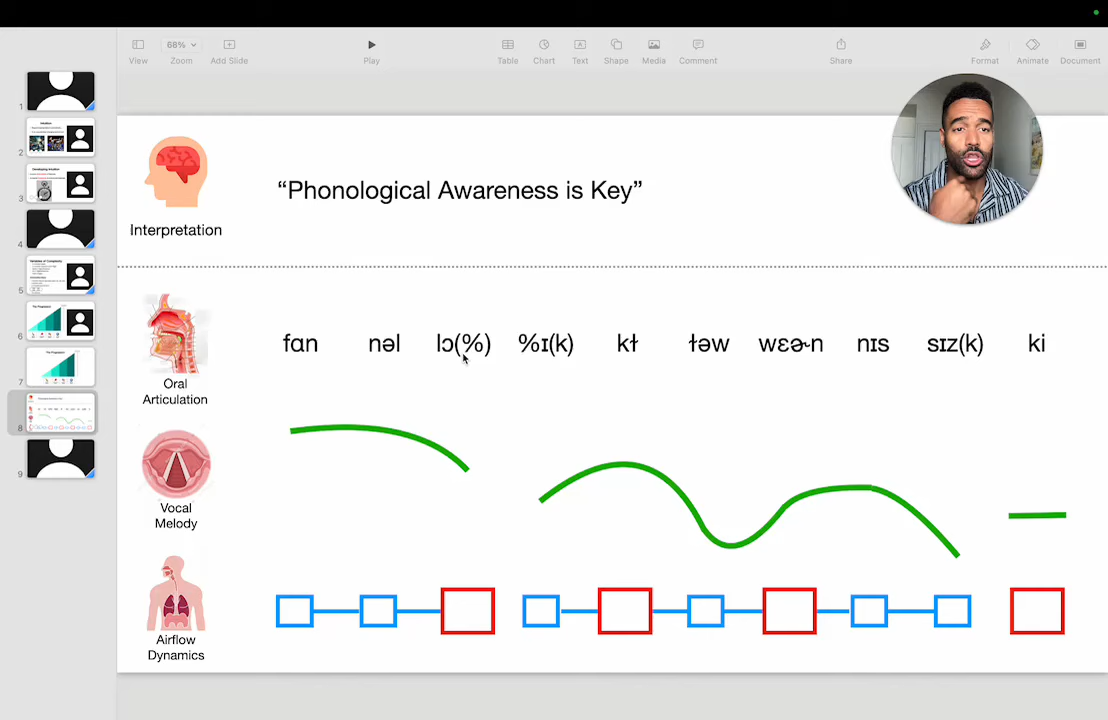 68%
View
Zoom
Add Slide
Play
Table
Chart
Text
Shape
Media
Comment
Share
Format
Animate
Document
1
2
3
4
5
6
7
8
9
Interpretation
“Phonological Awareness is Key”
Oral
Articulation
fɑn nəl lɔ(%) %ɪ(k) kɫ ɫəw wɛɚn nɪs sɪz(k) ki
Vocal
Melody
Airflow
Dynamics